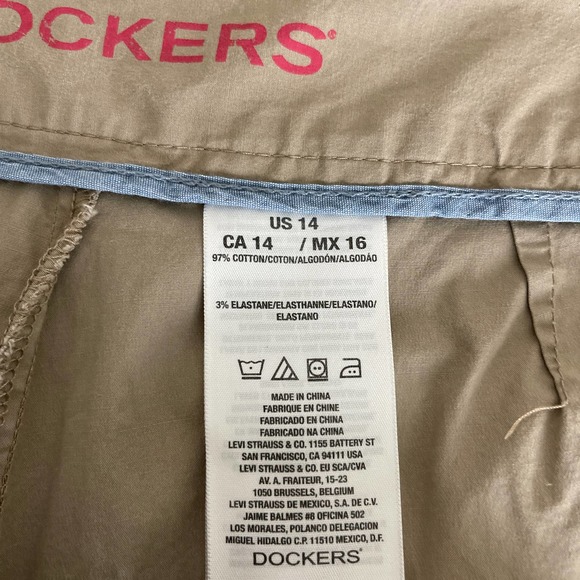 DOCKERS®
US 14
CA 14 / MX 16
97% COTTON/COTON/ALGODÓN/ALGODÃO
3% ELASTANE/ELASTHANNE/ELASTANO/
ELASTANO
MADE IN CHINA
FABRIQUE EN CHINE
FABRICADO EN CHINA
FABRICADO NA CHINA
LEVI STRAUSS & CO. 1155 BATTERY ST
SAN FRANCISCO, CA 94111 USA
LEVI STRAUSS & CO. EU SCA/CVA
AV. A. FRAITEUR, 15-23
1050 BRUSSELS, BELGIUM
LEVI STRAUSS DE MEXICO, S.A. DE C.V.
JAIME BALMES #8 OFICINA 502
LOS MORALES, POLANCO DELEGACION
MIGUEL HIDALGO C.P. 11510 MEXICO, D.F.
DOCKERS®